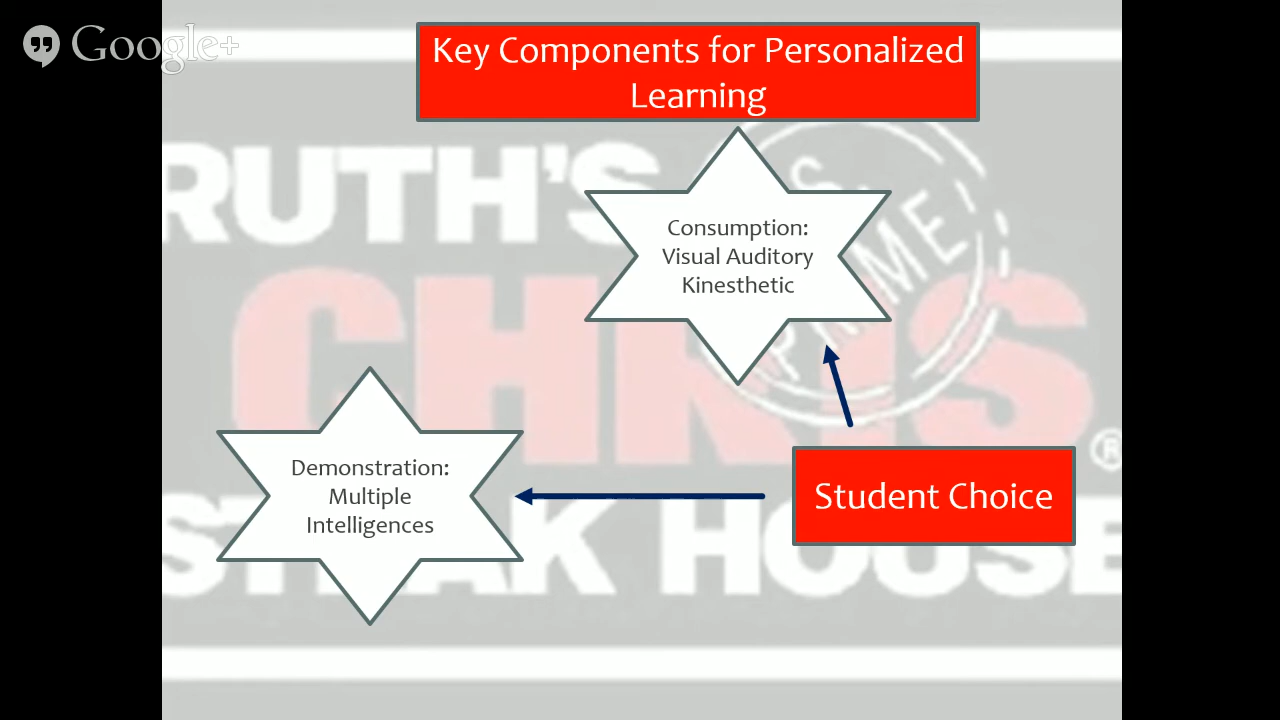 Google+
Key Components for Personalized
Learning
RUTH'S
U.S.
PRIME
CHRIS
®
STEAK HOUSE
Consumption:
Visual Auditory
Kinesthetic
Demonstration:
Multiple
Intelligences
Student Choice